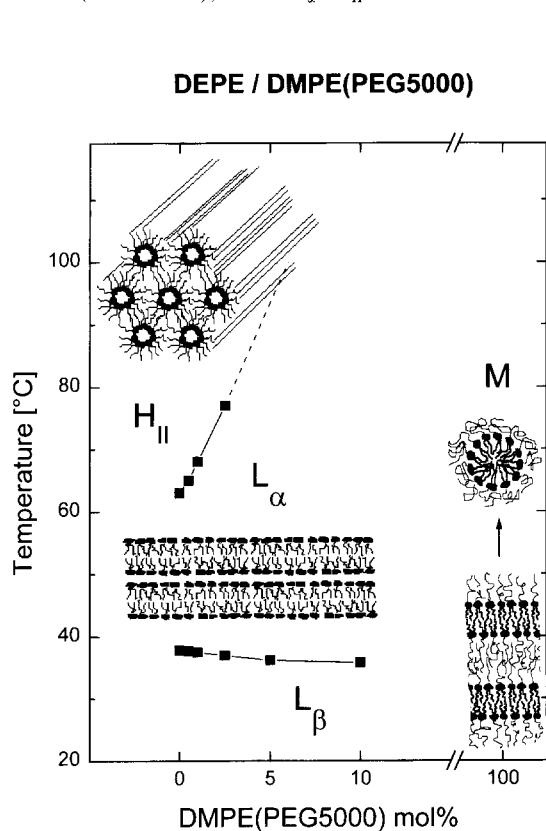 DEPE / DMPE(PEG5000)
Temperature [°C]
100
80
60
40
20
H_II
L_α
L_β
M
0
5
10
100
DMPE(PEG5000) mol%